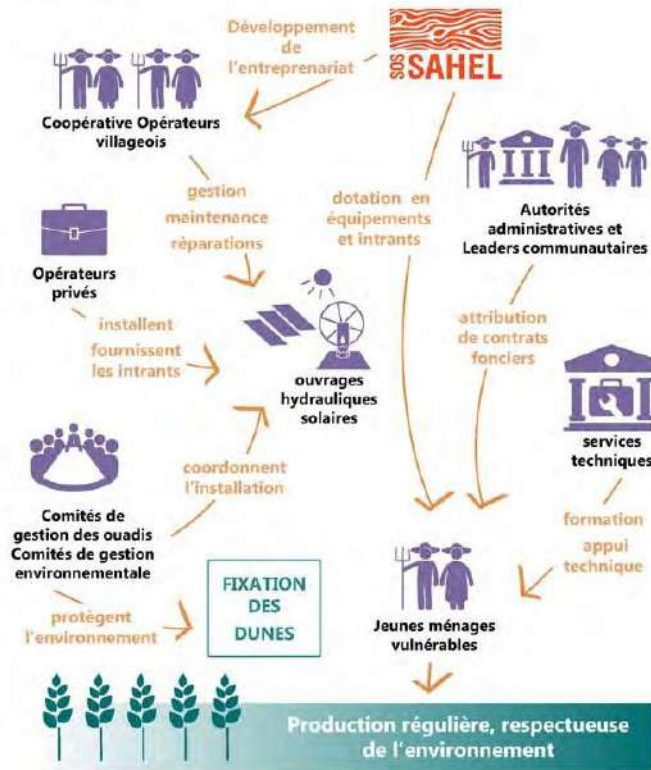 Développement
de
l'entreprenariat
SOS
SAHEL
Coopérative Opérateurs
villageois
gestion
maintenance
réparations
dotation en
équipements
et intrants
Autorités
administratives et
Leaders communautaires
Opérateurs
privés
installent
fournissent
les intrants
ouvrages
hydrauliques
solaires
attribution
de contrats
fonciers
services
techniques
coordonnent
l'installation
Comités de
gestion des ouadis
Comités de gestion
environnementale
formation
appui
technique
protègent
l'environnement
FIXATION
DES
DUNES
Jeunes ménages
vulnérables
Production régulière, respectueuse
de l'environnement